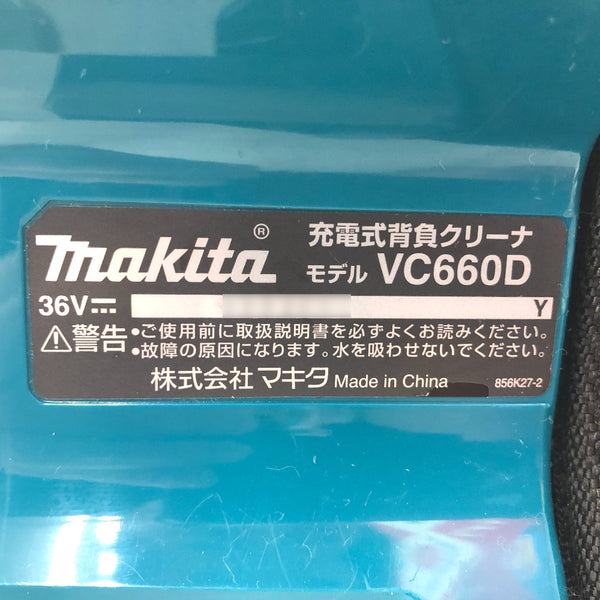 makita®
充電式背負クリーナ
モデル VC660D
36V⎓ Y
⚠警告 •ご使用前に取扱説明書を必ずよくお読みください。
•故障の原因になります。水を吸わせないでください。
株式会社 マキタ Made in China 856K27-2